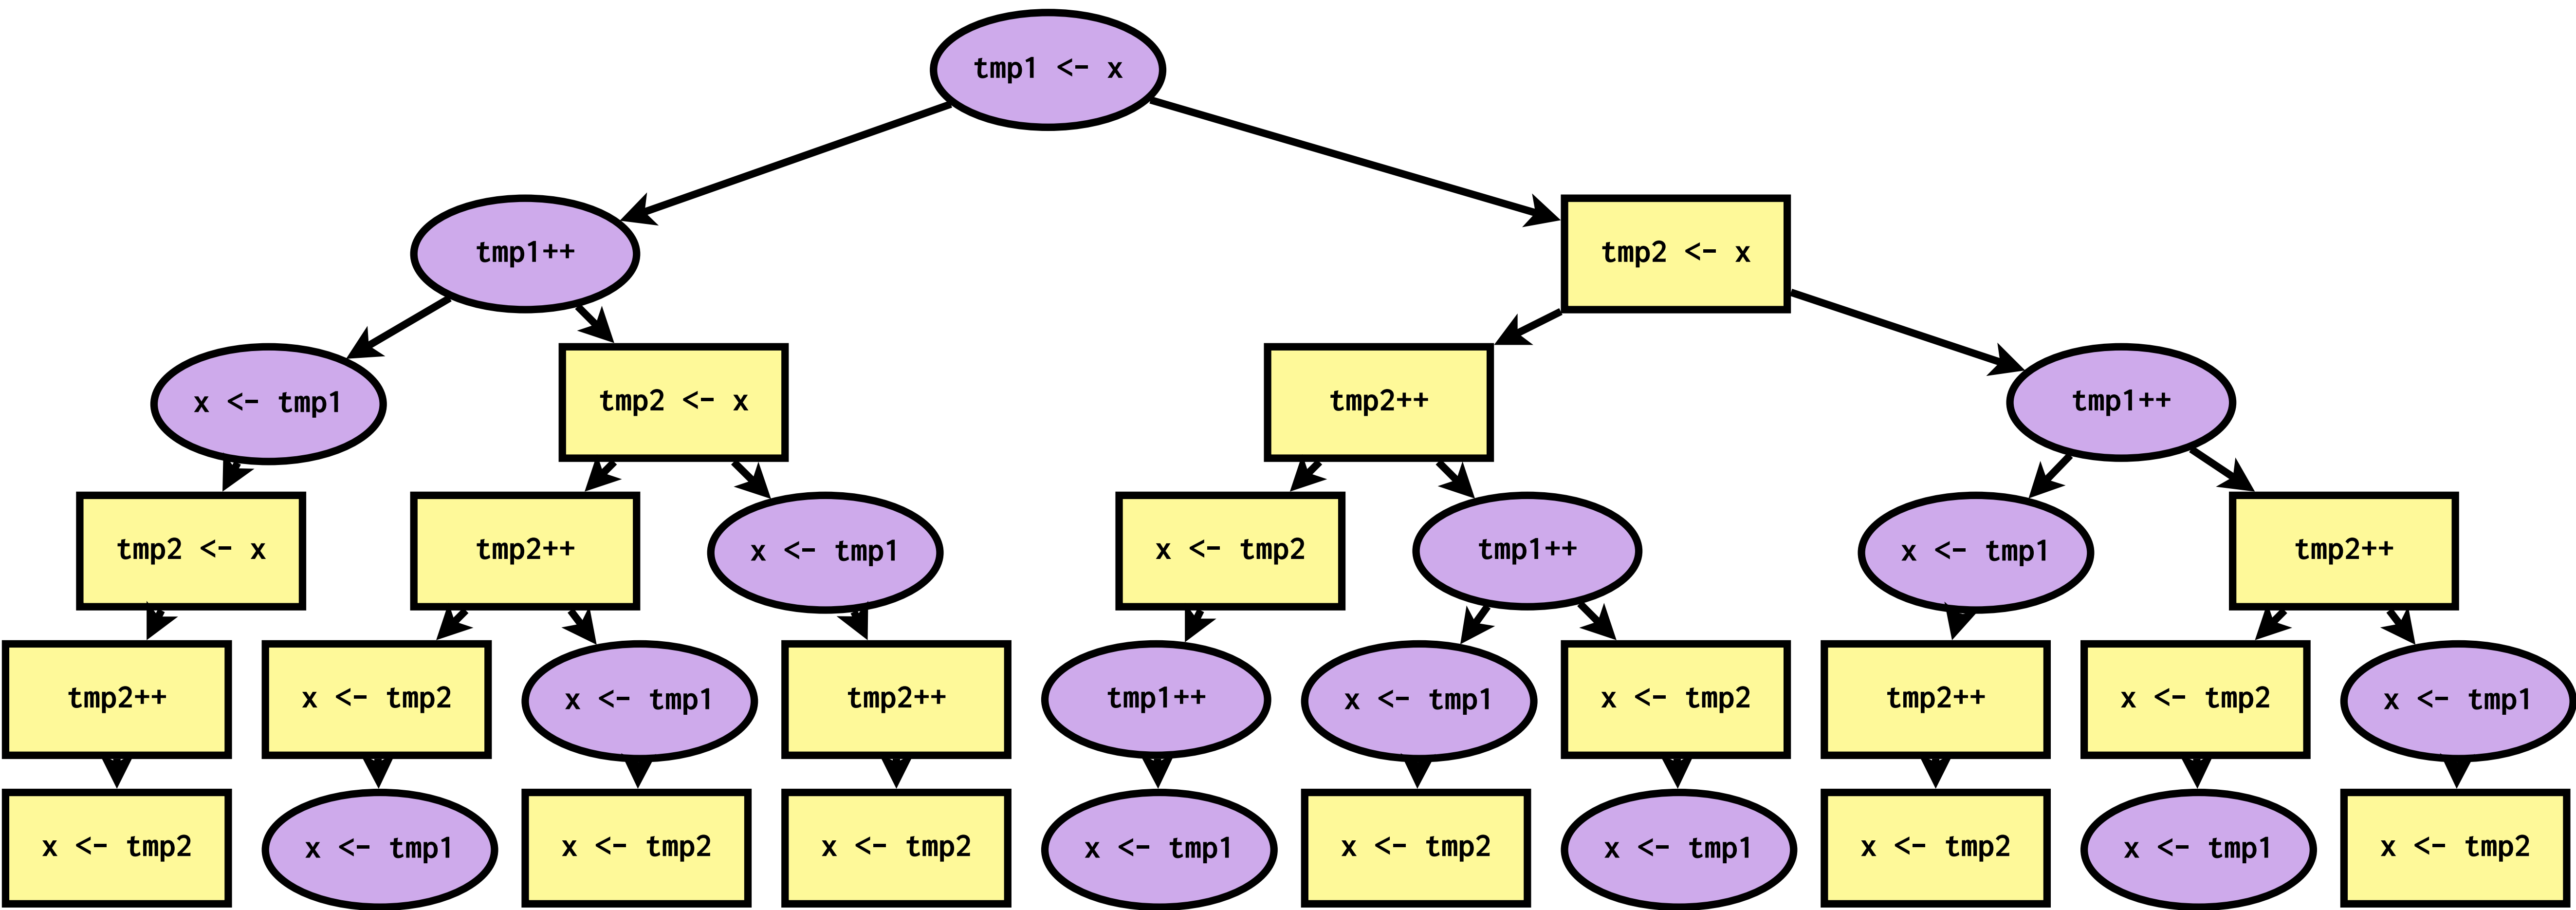 tmp1 <- x
tmp1++
tmp2 <- x
x <- tmp1
tmp2 <- x
tmp2++
tmp1++
tmp2 <- x
tmp2++
x <- tmp1
x <- tmp2
tmp1++
x <- tmp1
tmp2++
tmp2++
x <- tmp2
x <- tmp1
tmp2++
tmp1++
x <- tmp1
x <- tmp2
tmp2++
x <- tmp2
x <- tmp1
x <- tmp2
x <- tmp1
x <- tmp2
x <- tmp2
x <- tmp1
x <- tmp2
x <- tmp1
x <- tmp2
x <- tmp1
x <- tmp2